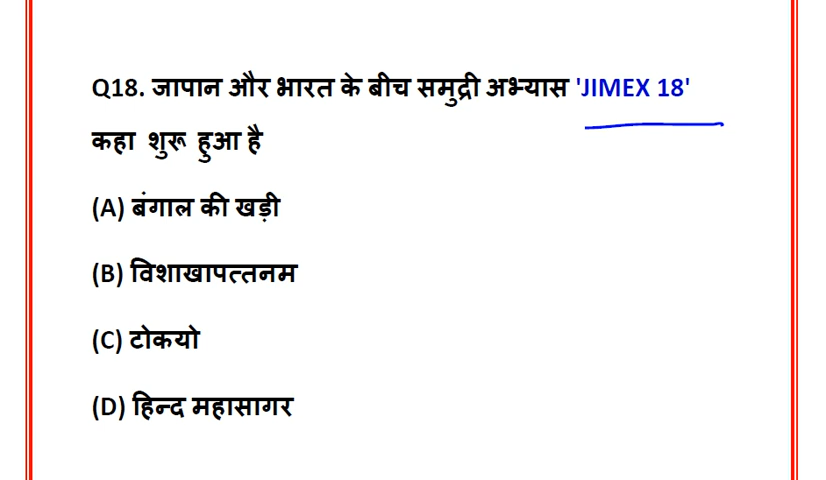 Q18. जापान और भारत के बीच समुद्री अभ्यास 'JIMEX 18'
कहा शुरू हुआ है
(A) बंगाल की खड़ी
(B) विशाखापत्तनम
(C) टोकयो
(D) हिन्द महासागर